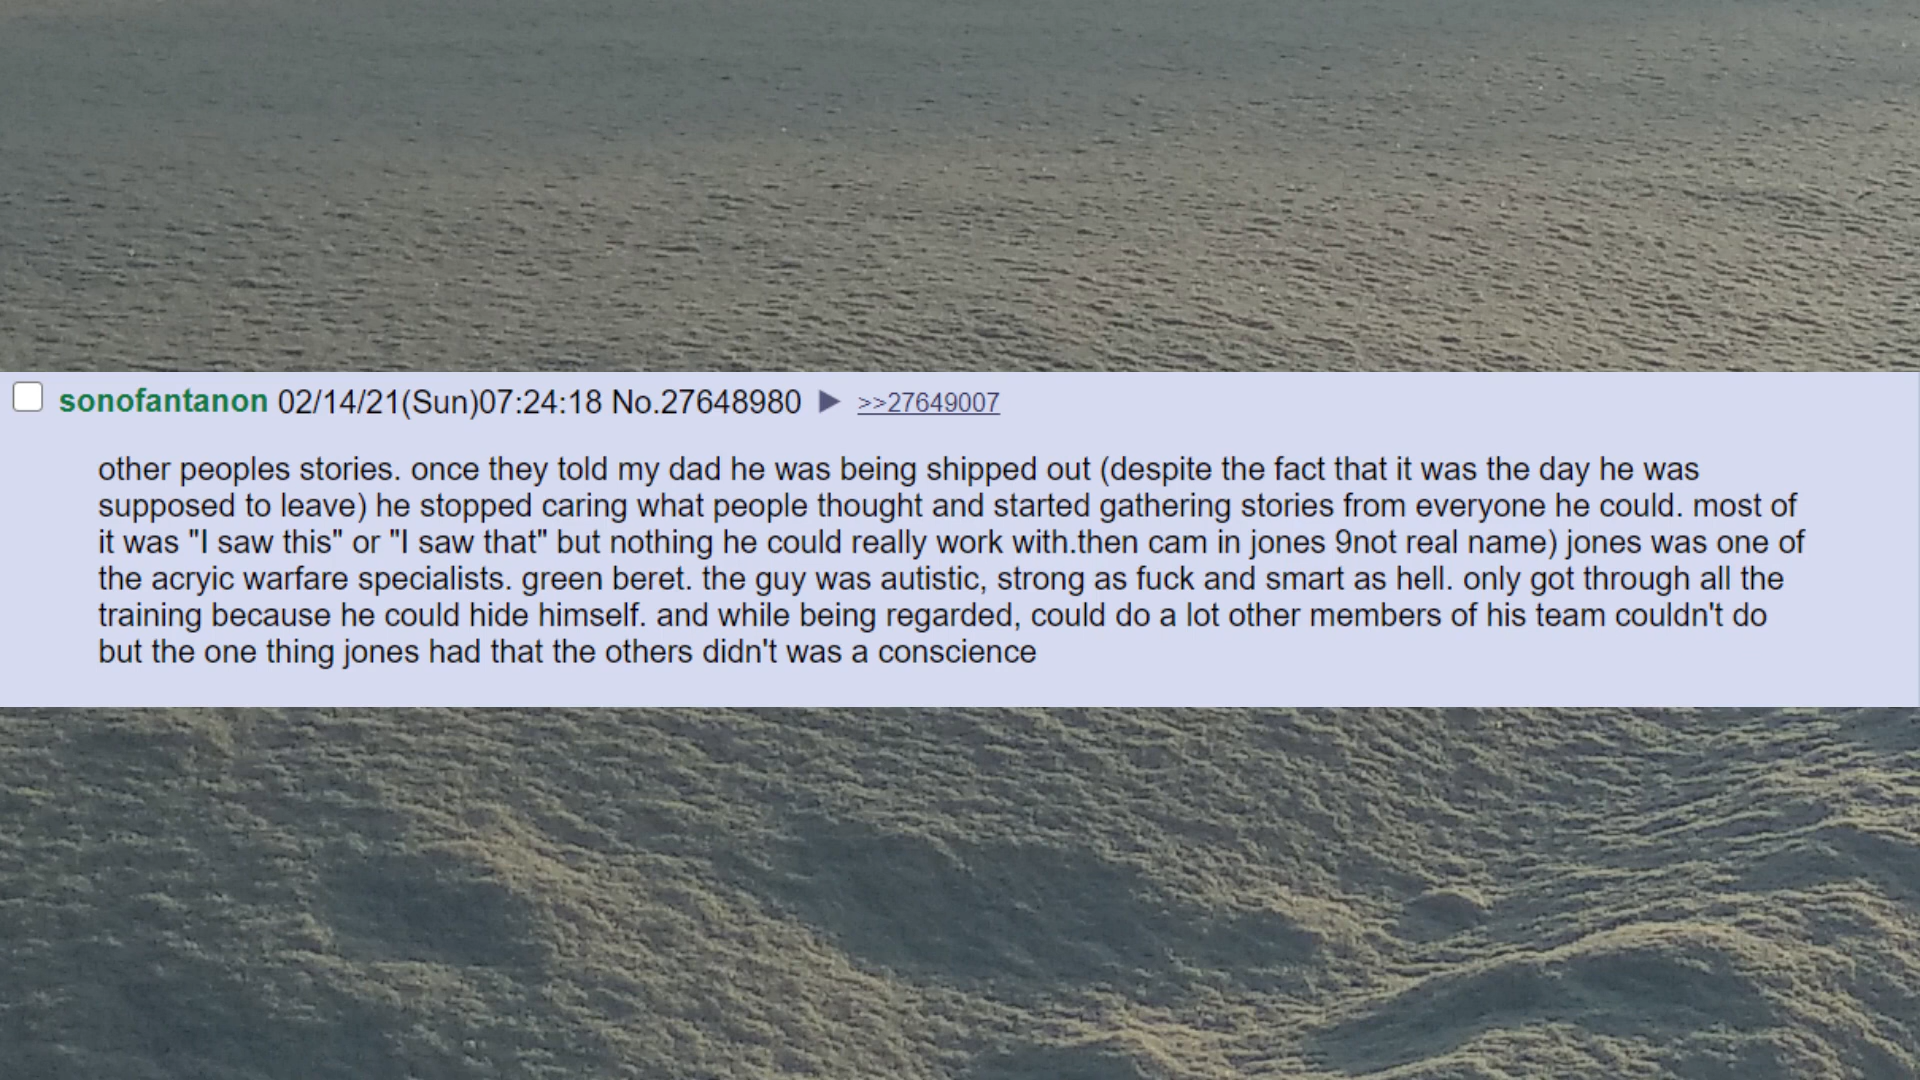 sonofantanon 02/14/21(Sun)07:24:18 No.27648980 ▶ >>27649007
other peoples stories. once they told my dad he was being shipped out (despite the fact that it was the day he was
supposed to leave) he stopped caring what people thought and started gathering stories from everyone he could. most of
it was "I saw this" or "I saw that" but nothing he could really work with.then cam in jones 9not real name) jones was one of
the acryic warfare specialists. green beret. the guy was autistic, strong as fuck and smart as hell. only got through all the
training because he could hide himself. and while being regarded, could do a lot other members of his team couldn't do
but the one thing jones had that the others didn't was a conscience